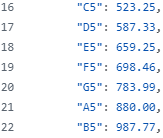 16 "C5": 523.25,
17 "D5": 587.33,
18 "E5": 659.25,
19 "F5": 698.46,
20 "G5": 783.99,
21 "A5": 880.00,
22 "B5": 987.77,